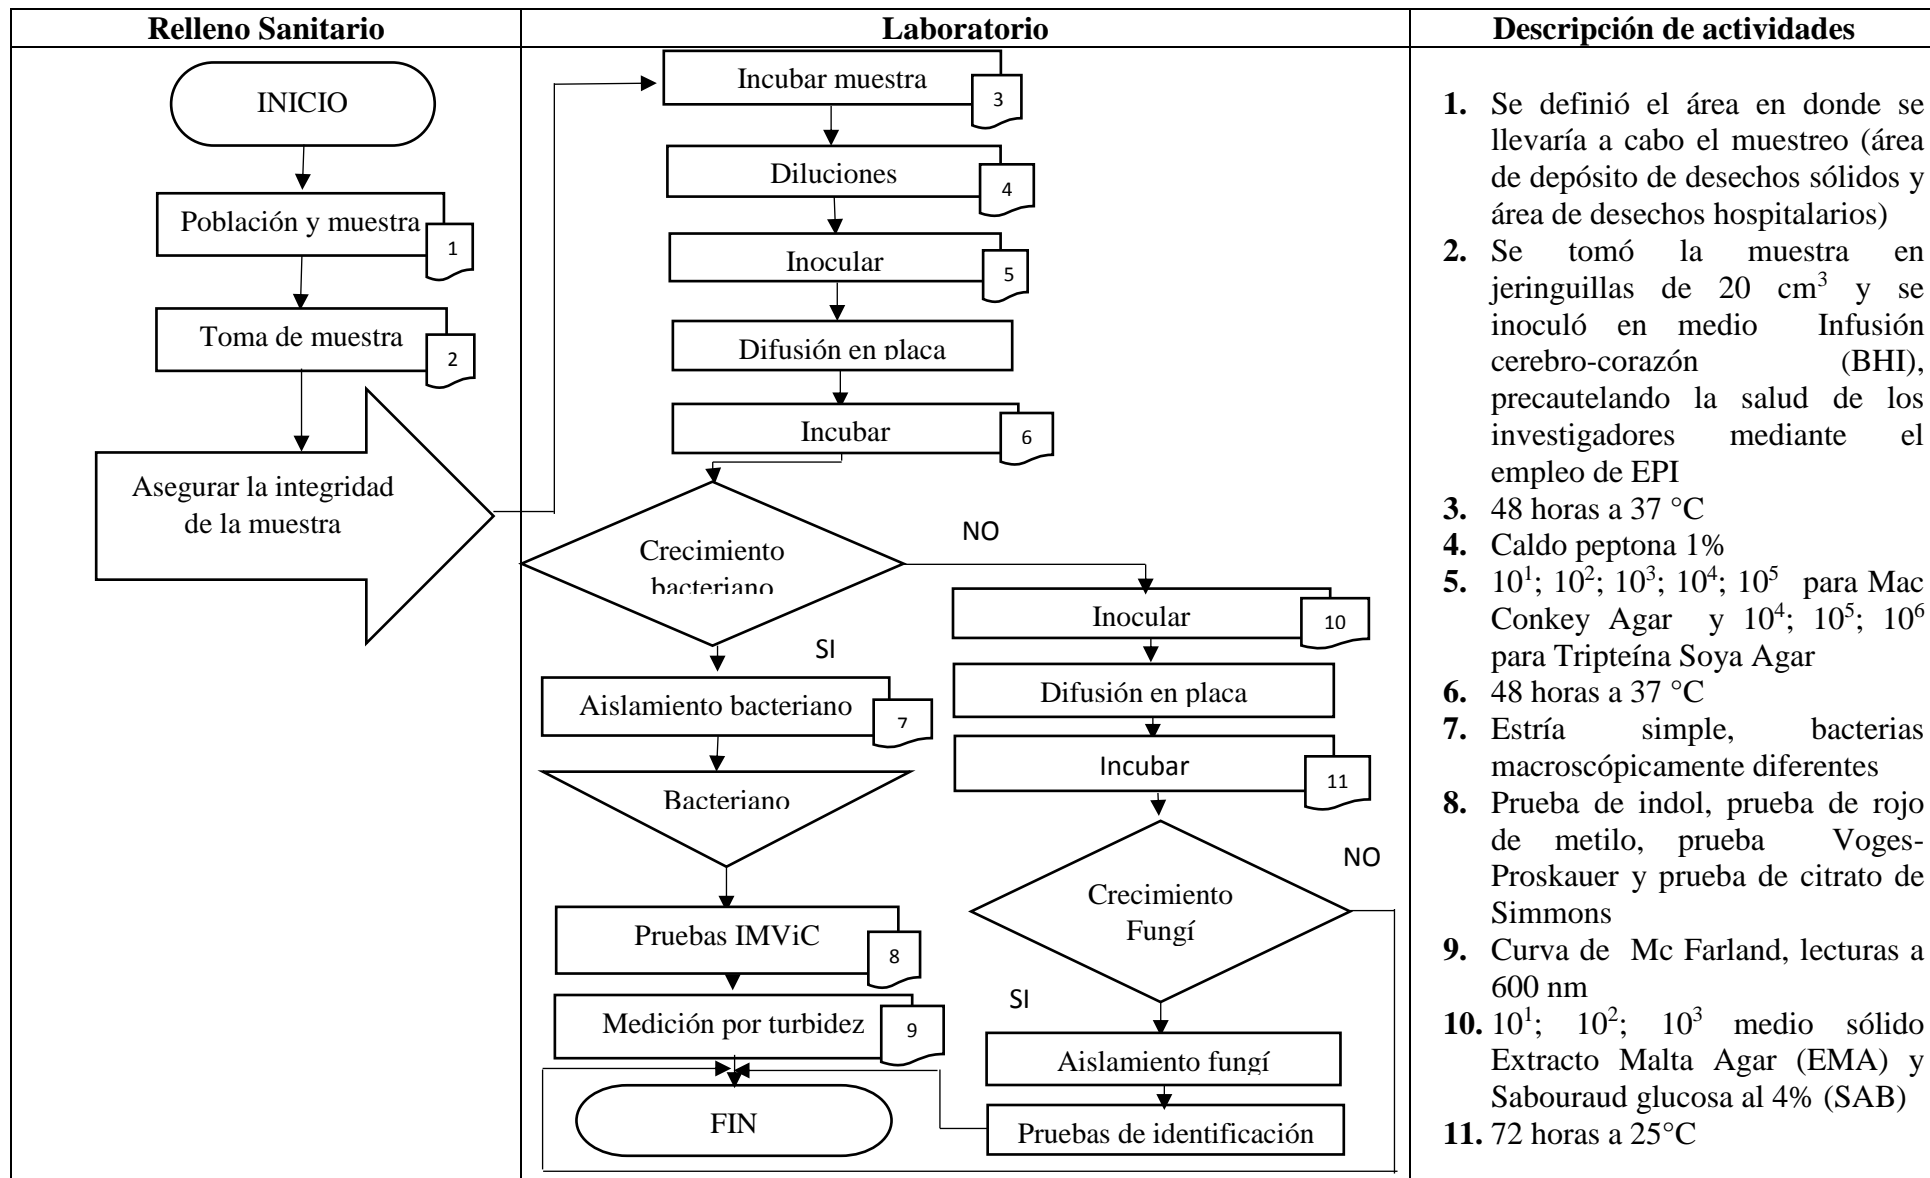 Relleno Sanitario
Laboratorio
Descripción de actividades
INICIO
Población y muestra
1
Toma de muestra
2
Asegurar la integridad
de la muestra
Incubar muestra
3
Diluciones
4
Inocular
5
Difusión en placa
Incubar
6
Crecimiento
bacteriano
NO
SI
Aislamiento bacteriano
7
Bacteriano
Pruebas IMViC
8
Medición por turbidez
9
FIN
Inocular
10
Difusión en placa
Incubar
11
Crecimiento
Fungí
NO
SI
Aislamiento fungí
Pruebas de identificación
1. Se definió el área en donde se
llevaría a cabo el muestreo (área
de depósito de desechos sólidos y
área de desechos hospitalarios)
2. Se tomó la muestra en
jeringuillas de 20 cm³ y se
inoculó en medio Infusión
cerebro-corazón (BHI),
precautelando la salud de los
investigadores mediante el
empleo de EPI
3. 48 horas a 37 °C
4. Caldo peptona 1%
5. 10¹; 10²; 10³; 10⁴; 10⁵ para Mac
Conkey Agar y 10⁴; 10⁵; 10⁶
para Tripteína Soya Agar
6. 48 horas a 37 °C
7. Estría simple, bacterias
macroscópicamente diferentes
8. Prueba de indol, prueba de rojo
de metilo, prueba Voges-
Proskauer y prueba de citrato de
Simmons
9. Curva de Mc Farland, lecturas a
600 nm
10. 10¹; 10²; 10³ medio sólido
Extracto Malta Agar (EMA) y
Sabouraud glucosa al 4% (SAB)
11. 72 horas a 25°C